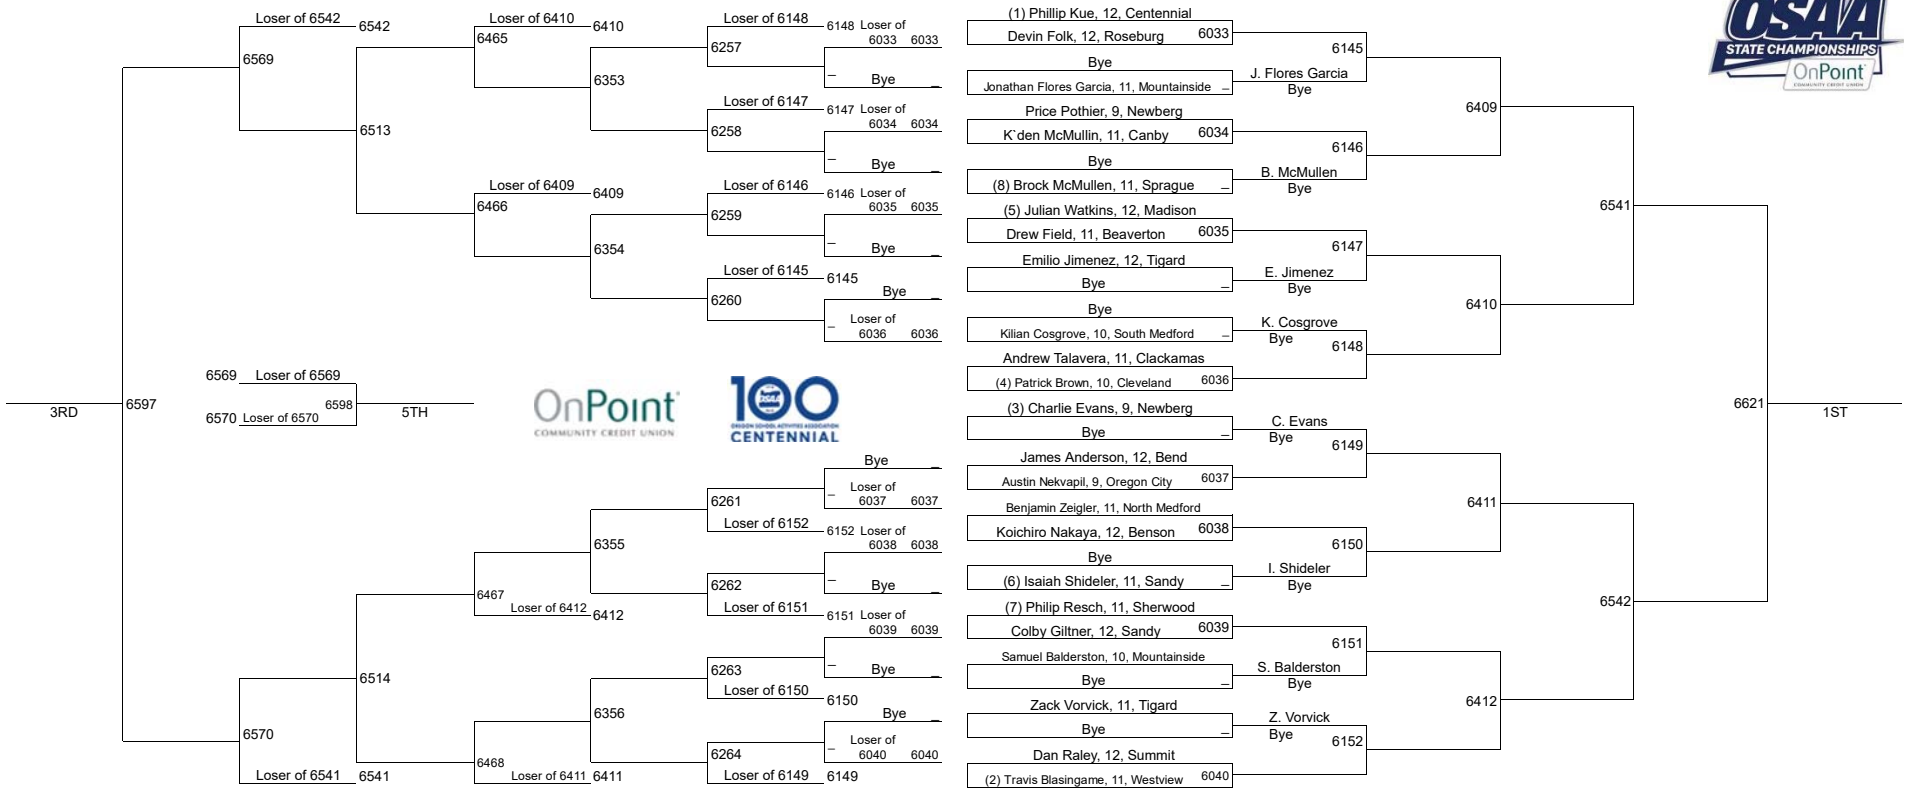 Loser of 6542
6542
6569
6513
Loser of 6410
6410
6465
6353
Loser of 6148
6148 Loser of
6033 6033
6257
_ Bye _
Loser of 6147
6147 Loser of
6034 6034
6258
_ Bye _
Loser of 6409
6409
6466
6354
Loser of 6146
6146 Loser of
6035 6035
6259
_ Bye _
Loser of 6145
6145
Bye _
6260
_ Loser of
6036 6036
3RD
6597
6569 Loser of 6569
6598
6570 Loser of 6570
5TH
OnPoint
COMMUNITY CREDIT UNION
100
OSAA
OREGON SCHOOL ACTIVITIES ASSOCIATION
CENTENNIAL
Bye _
6261
_ Loser of
6037 6037
Loser of 6152
6152 Loser of
6038 6038
6355
_ Bye _
6262
6467
Loser of 6412
6412
Loser of 6151
6151 Loser of
6039 6039
6514
_ Bye _
6263
Loser of 6150
6150
Bye _
6356
6570
6468
Loser of 6411
6411
6264
_ Loser of
6040 6040
Loser of 6541
6541
Loser of 6149
6149
(1) Phillip Kue, 12, Centennial
Devin Folk, 12, Roseburg 6033
Bye
Jonathan Flores Garcia, 11, Mountainside _
Price Pothier, 9, Newberg
K`den McMullin, 11, Canby 6034
Bye
(8) Brock McMullen, 11, Sprague _
(5) Julian Watkins, 12, Madison
Drew Field, 11, Beaverton 6035
Emilio Jimenez, 12, Tigard
Bye _
Bye
Kilian Cosgrove, 10, South Medford _
Andrew Talavera, 11, Clackamas
(4) Patrick Brown, 10, Cleveland 6036
(3) Charlie Evans, 9, Newberg
Bye _
James Anderson, 12, Bend
Austin Nekvapil, 9, Oregon City 6037
Benjamin Zeigler, 11, North Medford
Koichiro Nakaya, 12, Benson 6038
Bye
(6) Isaiah Shideler, 11, Sandy _
(7) Philip Resch, 11, Sherwood
Colby Giltner, 12, Sandy 6039
Samuel Balderston, 10, Mountainside
Bye _
Zack Vorvick, 11, Tigard
Bye _
Dan Raley, 12, Summit
(2) Travis Blasingame, 11, Westview 6040
6145
J. Flores Garcia
Bye
6146
B. McMullen
Bye
6147
E. Jimenez
Bye
K. Cosgrove
Bye
6148
C. Evans
Bye
6149
6150
I. Shideler
Bye
6151
S. Balderston
Bye
Z. Vorvick
Bye
6152
6409
6410
6411
6412
6541
6542
6621
1ST
OSAA
STATE CHAMPIONSHIPS
OnPoint
COMMUNITY CREDIT UNION